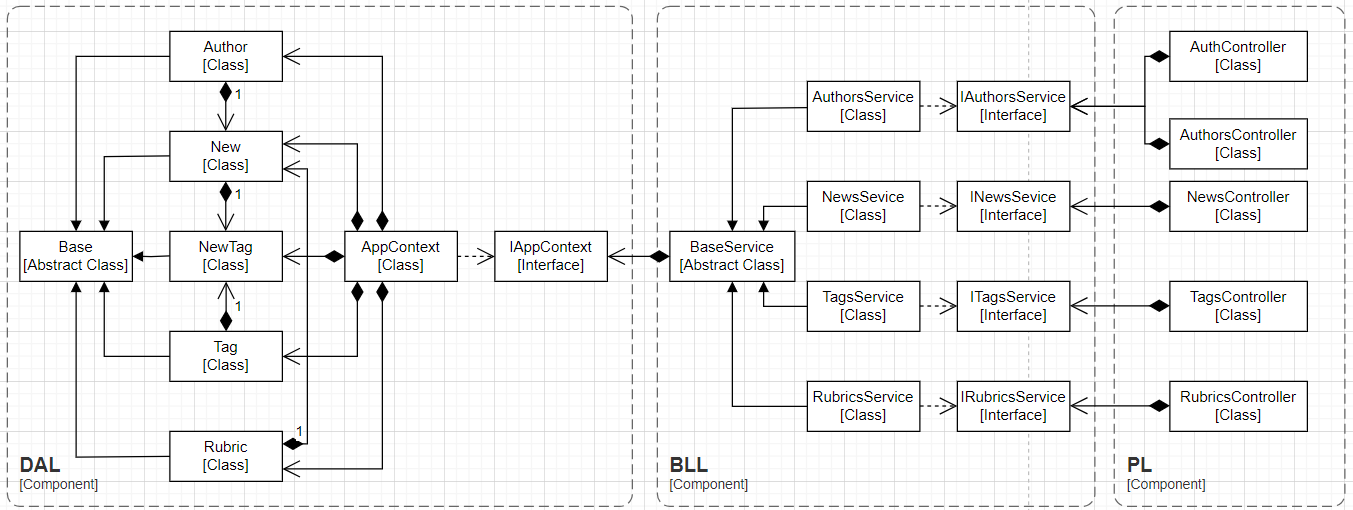 Author
[Class]
1
New
[Class]
1
Base
[Abstract Class]
NewTag
[Class]
1
Tag
[Class]
1
Rubric
[Class]
AppContext
[Class]
IAppContext
[Interface]
DAL
[Component]
AuthorsService
[Class]
IAuthorsService
[Interface]
NewsSevice
[Class]
INewsSevice
[Interface]
BaseService
[Abstract Class]
TagsService
[Class]
ITagsService
[Interface]
RubricsService
[Class]
IRubricsService
[Interface]
BLL
[Component]
AuthController
[Class]
AuthorsController
[Class]
NewsController
[Class]
TagsController
[Class]
RubricsController
[Class]
PL
[Component]